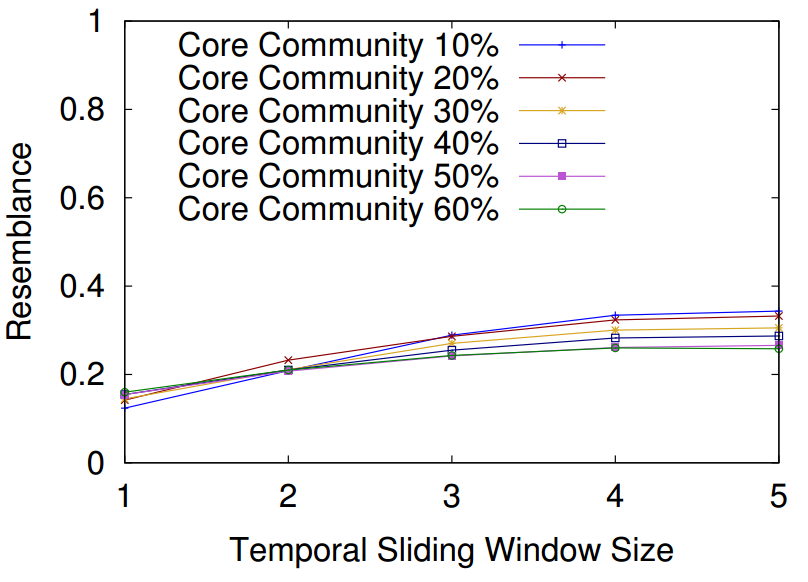 Core Community 10%
Core Community 20%
Core Community 30%
Core Community 40%
Core Community 50%
Core Community 60%
1
0.8
0.6
0.4
0.2
0
Resemblance
1 2 3 4 5
Temporal Sliding Window Size